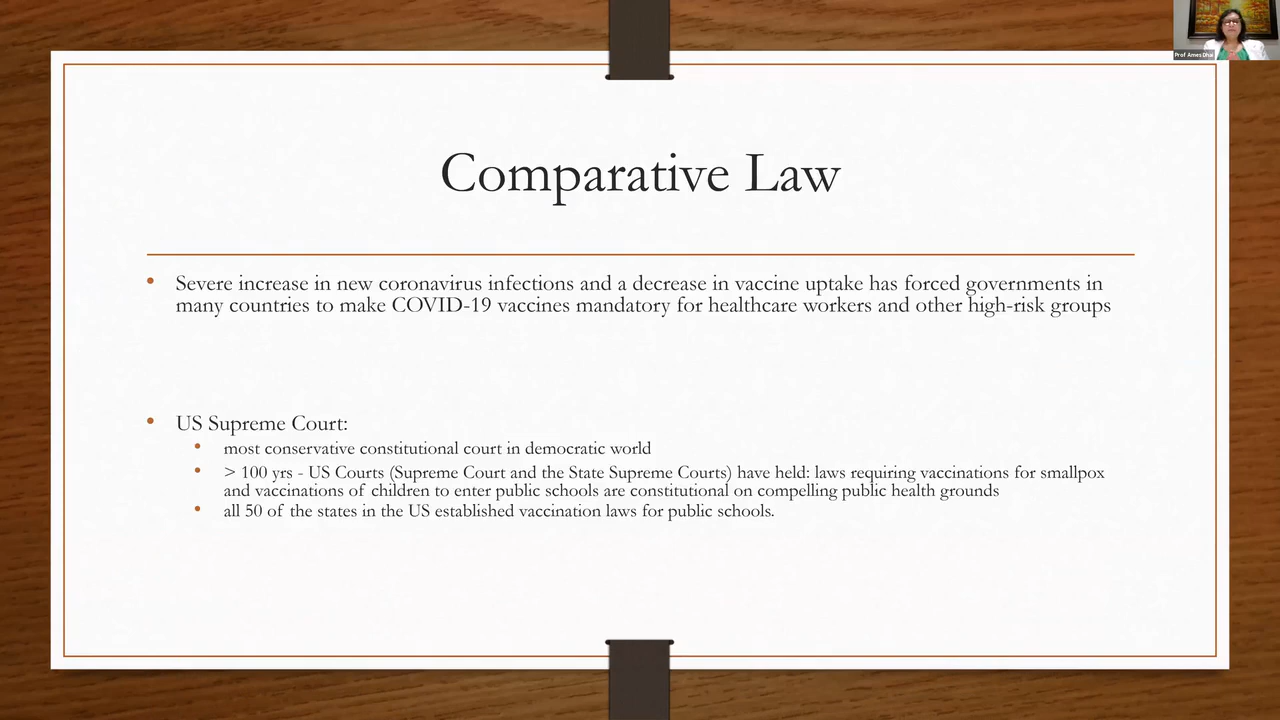 Prof Ames Dhai
Comparative Law
• Severe increase in new coronavirus infections and a decrease in vaccine uptake has forced governments in
many countries to make COVID-19 vaccines mandatory for healthcare workers and other high-risk groups
• US Supreme Court:
• most conservative constitutional court in democratic world
• > 100 yrs - US Courts (Supreme Court and the State Supreme Courts) have held: laws requiring vaccinations for smallpox
and vaccinations of children to enter public schools are constitutional on compelling public health grounds
• all 50 of the states in the US established vaccination laws for public schools.